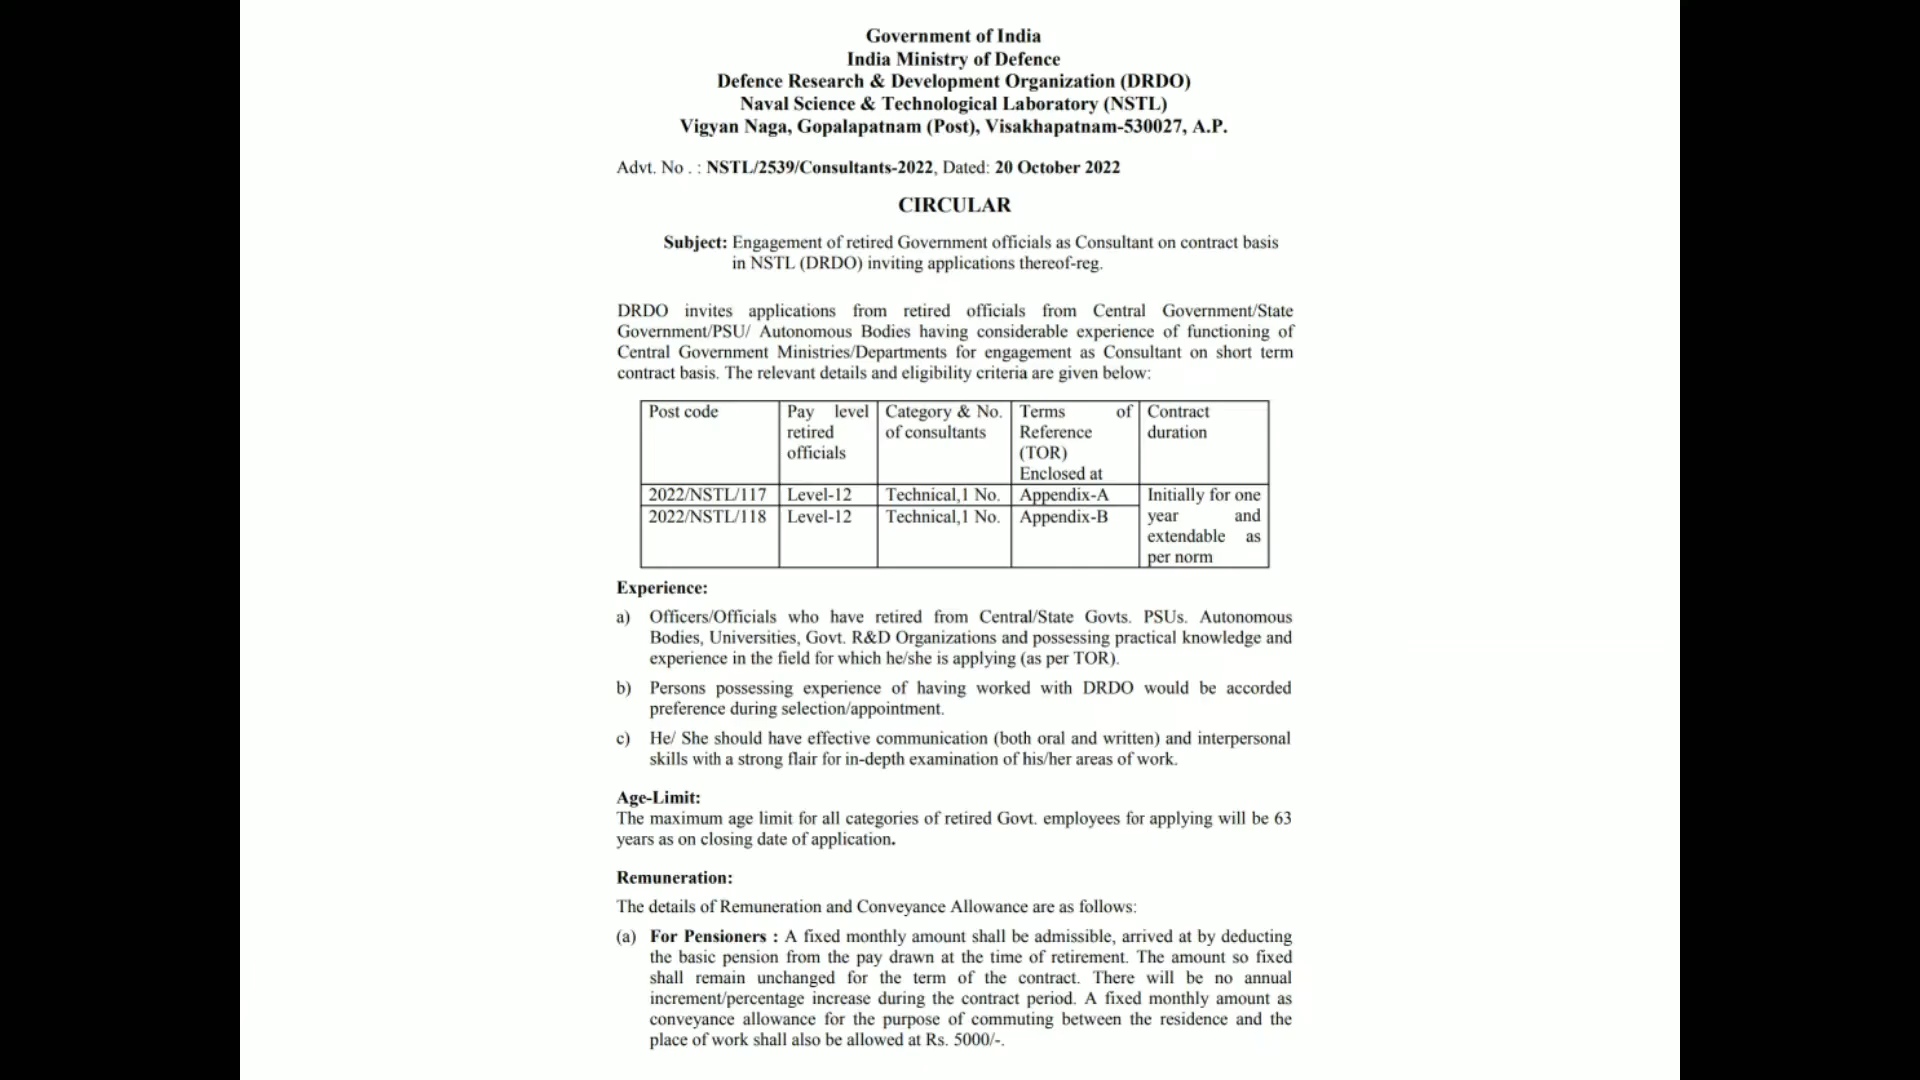 Government of India
India Ministry of Defence
Defence Research & Development Organization (DRDO)
Naval Science & Technological Laboratory (NSTL)
Vigyan Naga, Gopalapatnam (Post), Visakhapatnam-530027, A.P.
Advt. No . : NSTL/2539/Consultants-2022, Dated: 20 October 2022
CIRCULAR
Subject: Engagement of retired Government officials as Consultant on contract basis
in NSTL (DRDO) inviting applications thereof-reg.
DRDO invites applications from retired officials from Central Government/State
Government/PSU/ Autonomous Bodies having considerable experience of functioning of
Central Government Ministries/Departments for engagement as Consultant on short term
contract basis. The relevant details and eligibility criteria are given below:
Post code
Pay level
retired
officials
Category & No.
of consultants
Terms of
Reference
(TOR)
Enclosed at
Contract
duration
2022/NSTL/117
Level-12
Technical,1 No.
Appendix-A
2022/NSTL/118
Level-12
Technical,1 No.
Appendix-B
Initially for one
year and
extendable as
per norm
Experience:
a) Officers/Officials who have retired from Central/State Govts. PSUs. Autonomous
Bodies, Universities, Govt. R&D Organizations and possessing practical knowledge and
experience in the field for which he/she is applying (as per TOR).
b) Persons possessing experience of having worked with DRDO would be accorded
preference during selection/appointment.
c) He/ She should have effective communication (both oral and written) and interpersonal
skills with a strong flair for in-depth examination of his/her areas of work.
Age-Limit:
The maximum age limit for all categories of retired Govt. employees for applying will be 63
years as on closing date of application.
Remuneration:
The details of Remuneration and Conveyance Allowance are as follows:
(a) For Pensioners : A fixed monthly amount shall be admissible, arrived at by deducting
the basic pension from the pay drawn at the time of retirement. The amount so fixed
shall remain unchanged for the term of the contract. There will be no annual
increment/percentage increase during the contract period. A fixed monthly amount as
conveyance allowance for the purpose of commuting between the residence and the
place of work shall also be allowed at Rs. 5000/-.